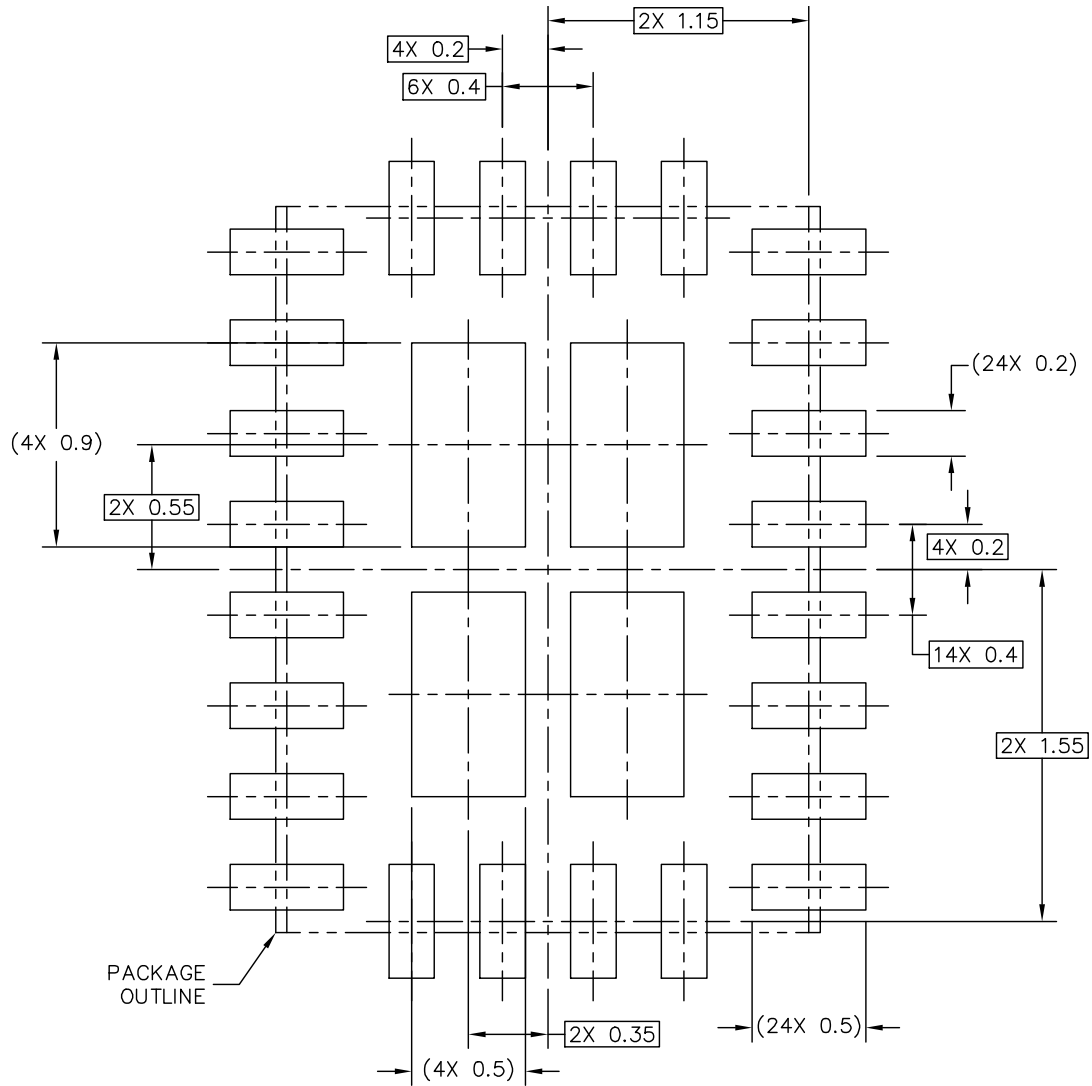 2X 1.15
4X 0.2
6X 0.4
(24X 0.2)
(4X 0.9)
2X 0.55
4X 0.2
14X 0.4
2X 1.55
PACKAGE
OUTLINE
(24X 0.5)
2X 0.35
(4X 0.5)